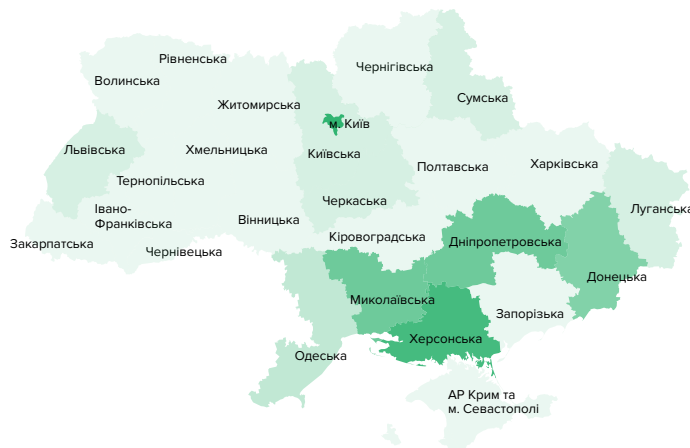 Рівненська
Чернігівська
Волинська
Сумська
Житомирська
м. Київ
Львівська
Хмельницька
Київська
Харківська
Полтавська
Тернопільська
Черкаська
Луганська
Івано-
Франківська
Вінницька
Кіровоградська
Закарпатська
Чернівецька
Дніпропетровська
Донецька
Миколаївська
Запорізька
Херсонська
Одеська
АР Крим та
м. Севастополі